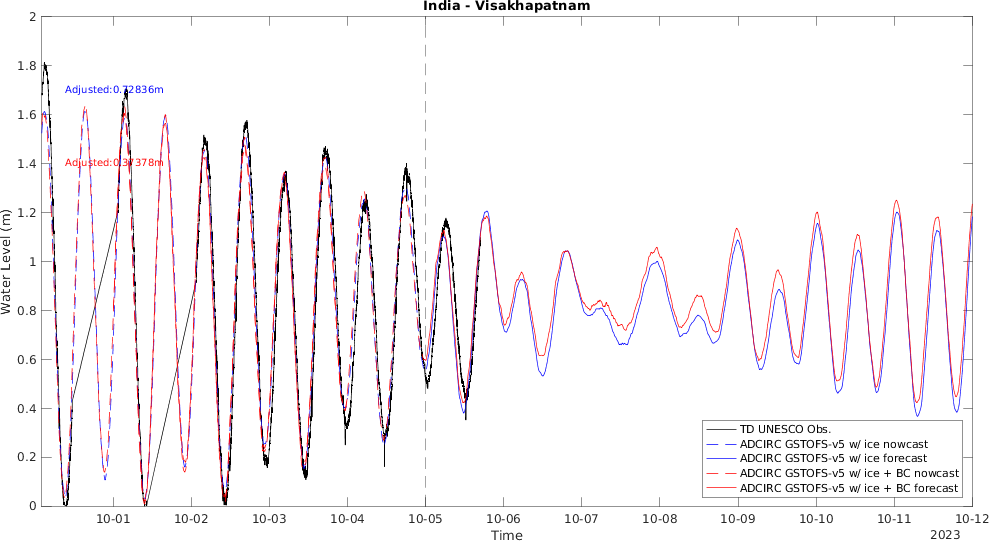 India - Visakhapatnam
2
1.8
1.6
1.4
1.2
1
0.8
0.6
0.4
0.2
0
Water Level (m)
Adjusted:0.72836m
Adjusted:0.37378m
TD UNESCO Obs.
ADCIRC GSTOFS-v5 w/ ice nowcast
ADCIRC GSTOFS-v5 w/ ice forecast
ADCIRC GSTOFS-v5 w/ ice + BC nowcast
ADCIRC GSTOFS-v5 w/ ice + BC forecast
10-01 10-02 10-03 10-04 10-05 10-06 10-07 10-08 10-09 10-10 10-11 10-12
Time
2023